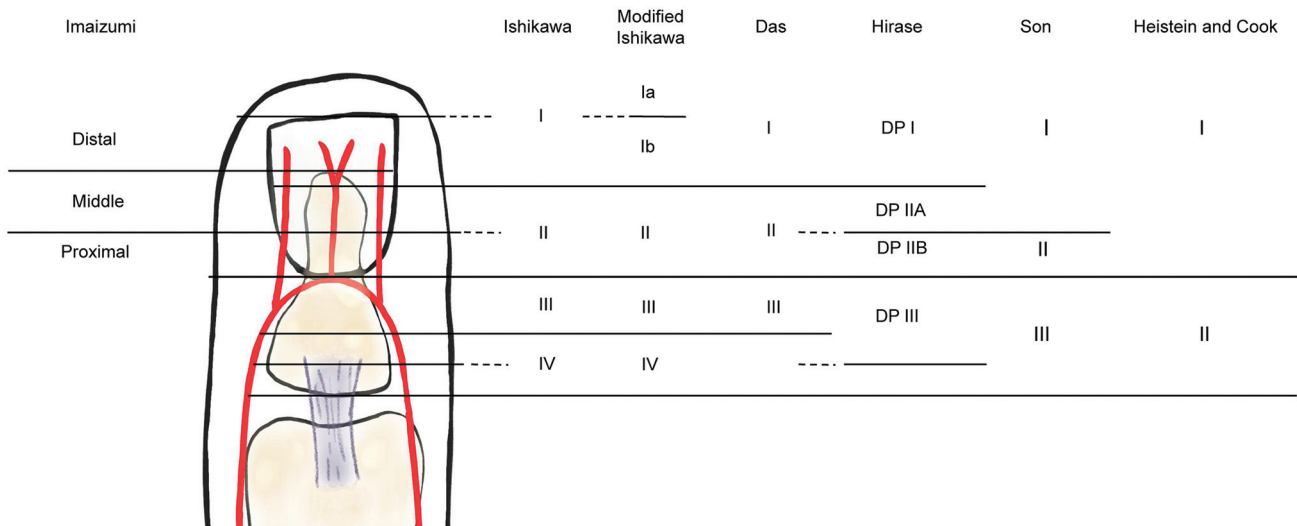 Imaizumi
Ishikawa
Modified
Ishikawa
Das
Hirase
Son
Heistein and Cook
Ia
I
I
DP I
I
I
Distal
Ib
Middle
DP IIA
II
II
II
Proximal
DP IIB
II
III
III
III
DP III
III
II
IV
IV